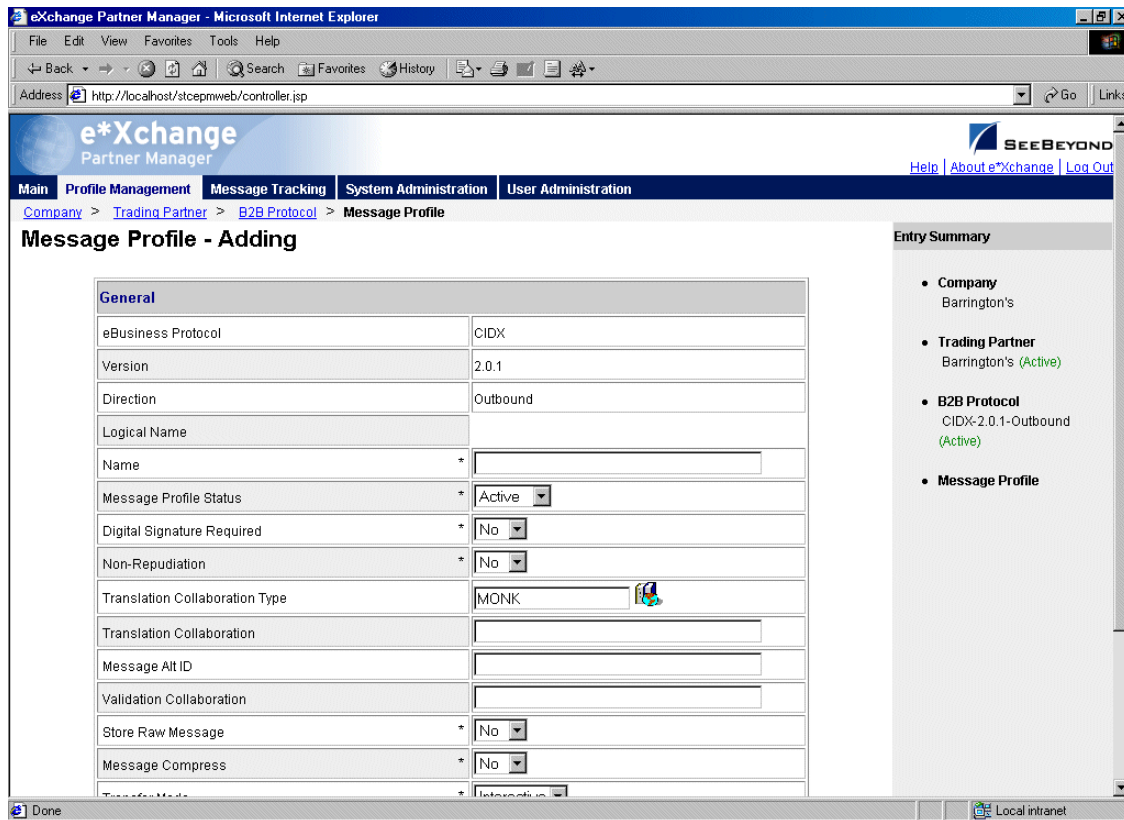 eXchange Partner Manager - Microsoft Internet Explorer
File Edit View Favorites Tools Help
Back Search Favorites History
Address http://localhost/stcepmweb/controller.jsp Go Links
e*Xchange
Partner Manager
SEEBEYOND
Help | About e*Xchange | Log Out
Main Profile Management Message Tracking System Administration User Administration
Company > Trading Partner > B2B Protocol > Message Profile
Message Profile - Adding
General
eBusiness Protocol CIDX
Version 2.0.1
Direction Outbound
Logical Name
Name *
Message Profile Status * Active
Digital Signature Required * No
Non-Repudiation * No
Translation Collaboration Type MONK
Translation Collaboration
Message Alt ID
Validation Collaboration
Store Raw Message * No
Message Compress * No
Transfer Mode * Interactive
Entry Summary
• Company
Barrington's
• Trading Partner
Barrington's (Active)
• B2B Protocol
CIDX-2.0.1-Outbound
(Active)
• Message Profile
Done Local intranet